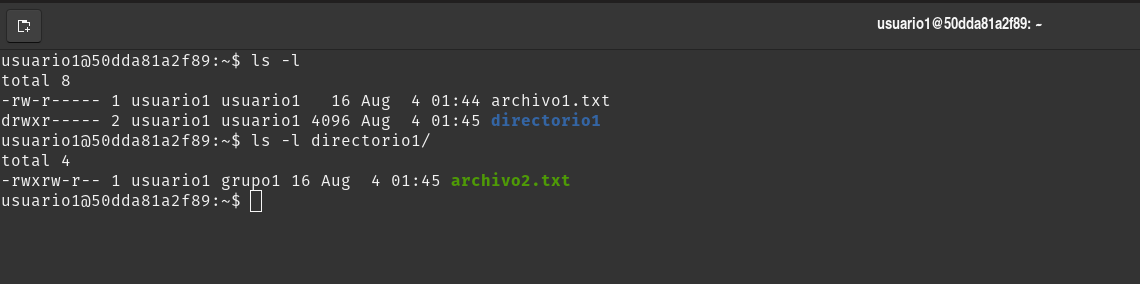 usuario1@50dda81a2f89: ~
usuario1@50dda81a2f89:~$ ls -l
total 8
-rw-r----- 1 usuario1 usuario1   16 Aug  4 01:44 archivo1.txt
drwxr----- 2 usuario1 usuario1 4096 Aug  4 01:45 directorio1
usuario1@50dda81a2f89:~$ ls -l directorio1/
total 4
-rwxrw-r-- 1 usuario1 grupo1 16 Aug  4 01:45 archivo2.txt
usuario1@50dda81a2f89:~$